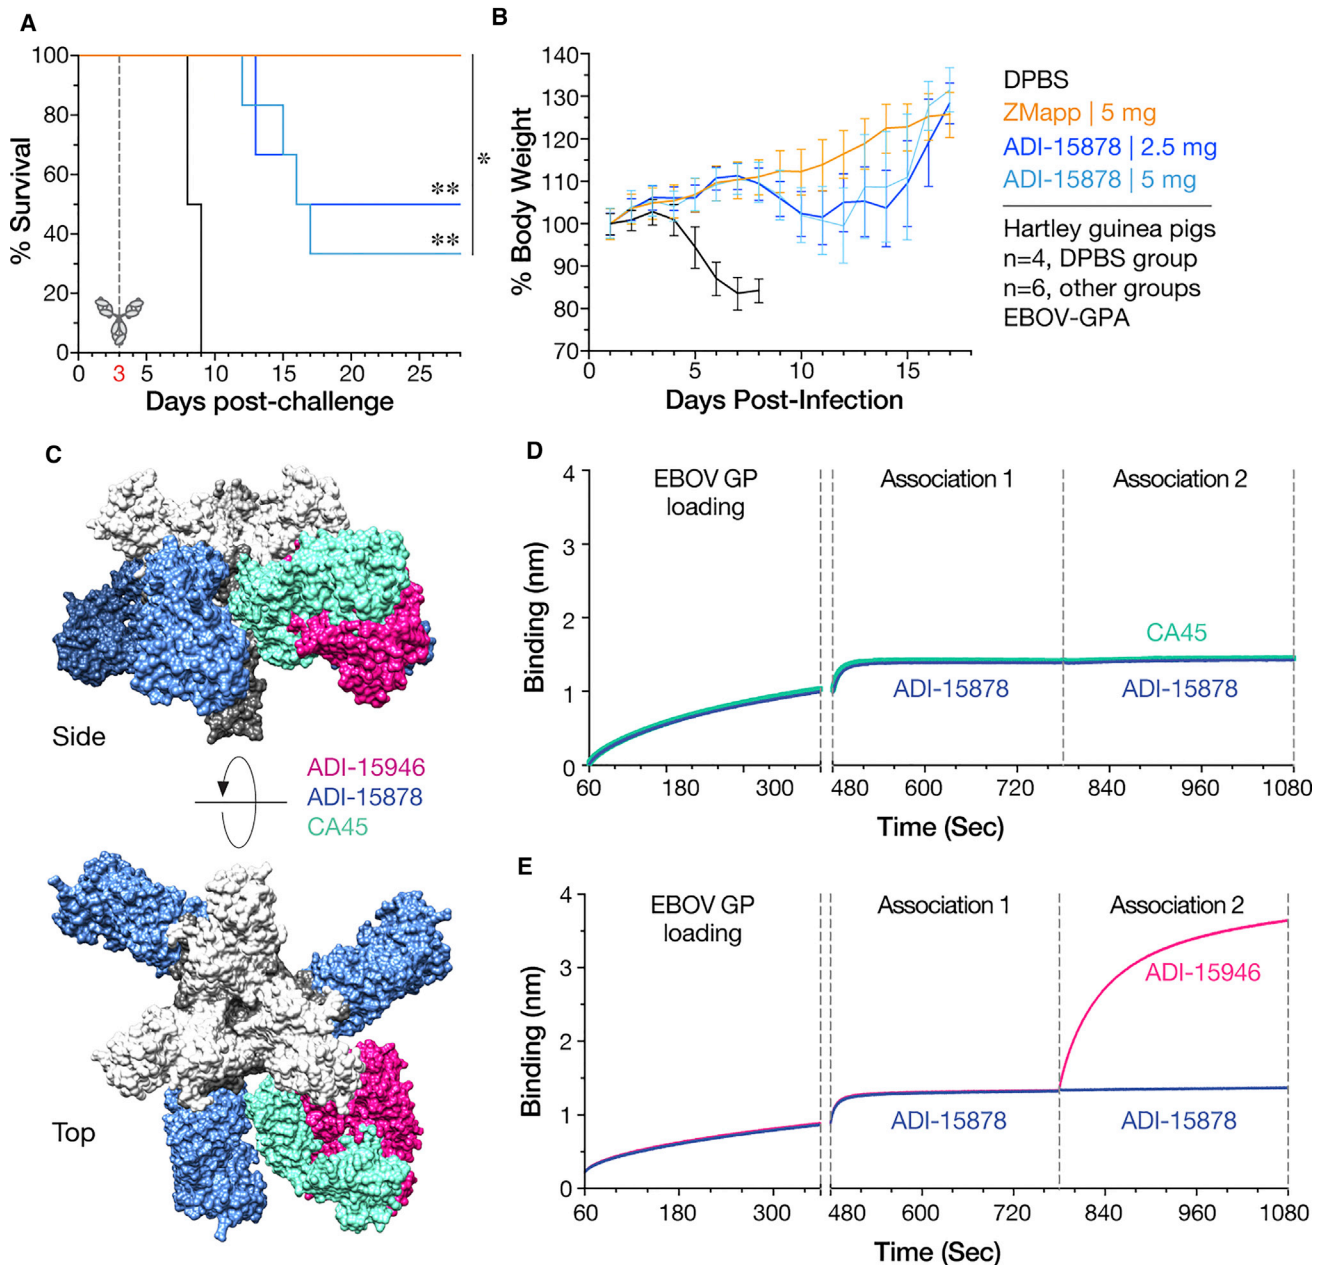 A
100
80
60
40
20
0
% Survival
0
3
5
10
15
20
25
Days post-challenge
*
**
**
B
140
130
120
110
100
90
80
70
% Body Weight
0
5
10
15
Days Post-Infection
DPBS
ZMapp | 5 mg
ADI-15878 | 2.5 mg
ADI-15878 | 5 mg
Hartley guinea pigs
n=4, DPBS group
n=6, other groups
EBOV-GPA
C
Side
ADI-15946
ADI-15878
CA45
Top
D
4
3
2
1
0
Binding (nm)
EBOV GP
loading
Association 1
Association 2
CA45
ADI-15878
ADI-15878
60
180
300
480
600
720
840
960
1080
Time (Sec)
E
4
3
2
1
0
Binding (nm)
EBOV GP
loading
Association 1
Association 2
ADI-15946
ADI-15878
ADI-15878
60
180
300
480
600
720
840
960
1080
Time (Sec)